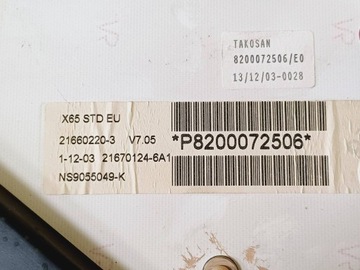 TAKOSAN
8200072506/E0
13/12/03-0028
X65 STD EU
21660220-3 V7.05
*P8200072506*
1-12-03 21670124-6A1
NS9055049-K